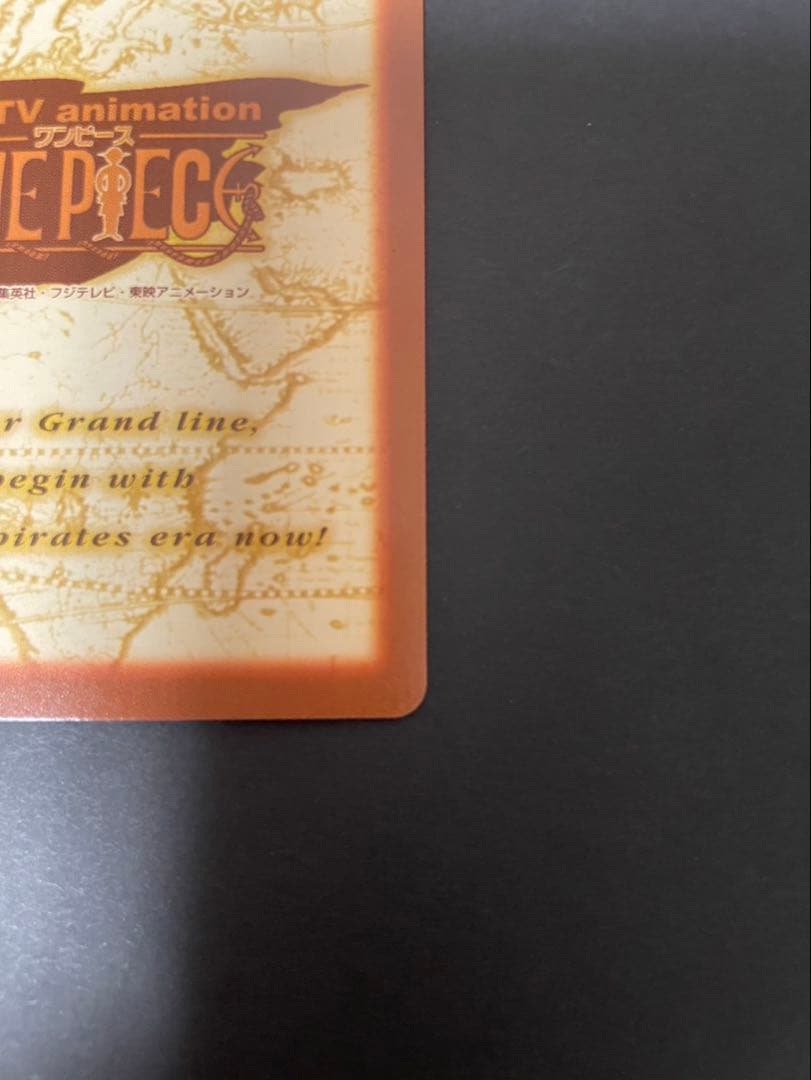 TV animation
ワンピース
NE PIECE
集英社・フジテレビ・東映アニメーション
r Grand line,
begin with
pirates era now!